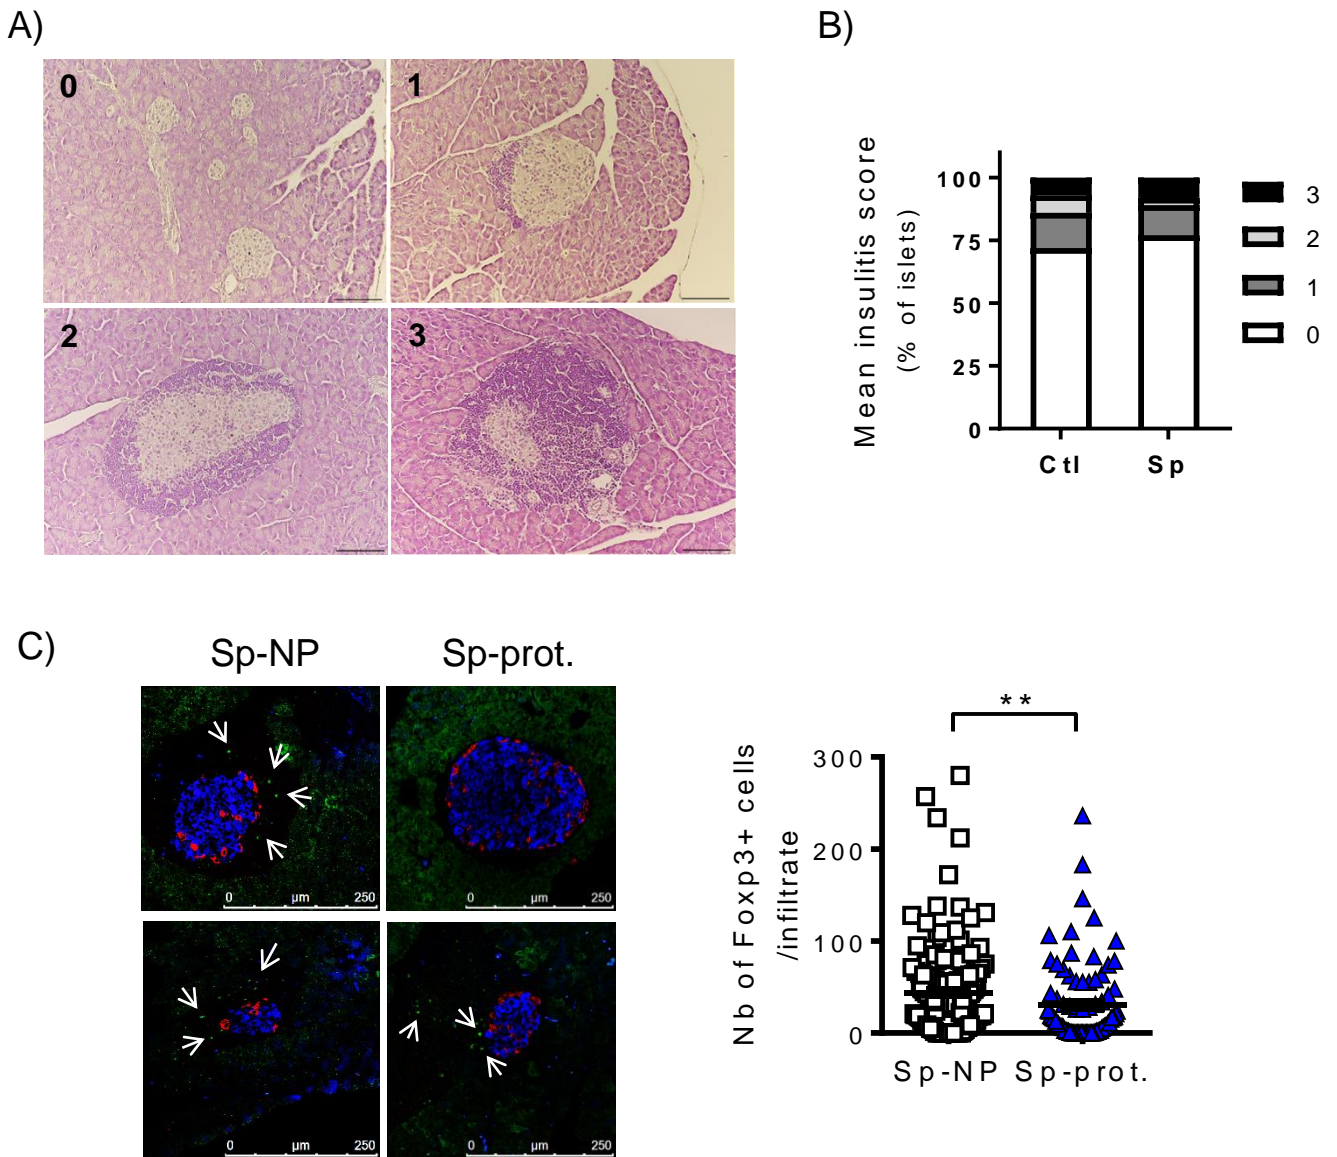 A)
B)
0
1
2
3
Mean insulitis score
(% of islets)
100
75
50
25
0
Ctl
Sp
3
2
1
0
C)
Sp-NP
Sp-prot.
0 µm 250
0 µm 250
0 µm 250
0 µm 250
Nb of Foxp3+ cells
/infiltrate
**
300
200
100
0
Sp-NP
Sp-prot.